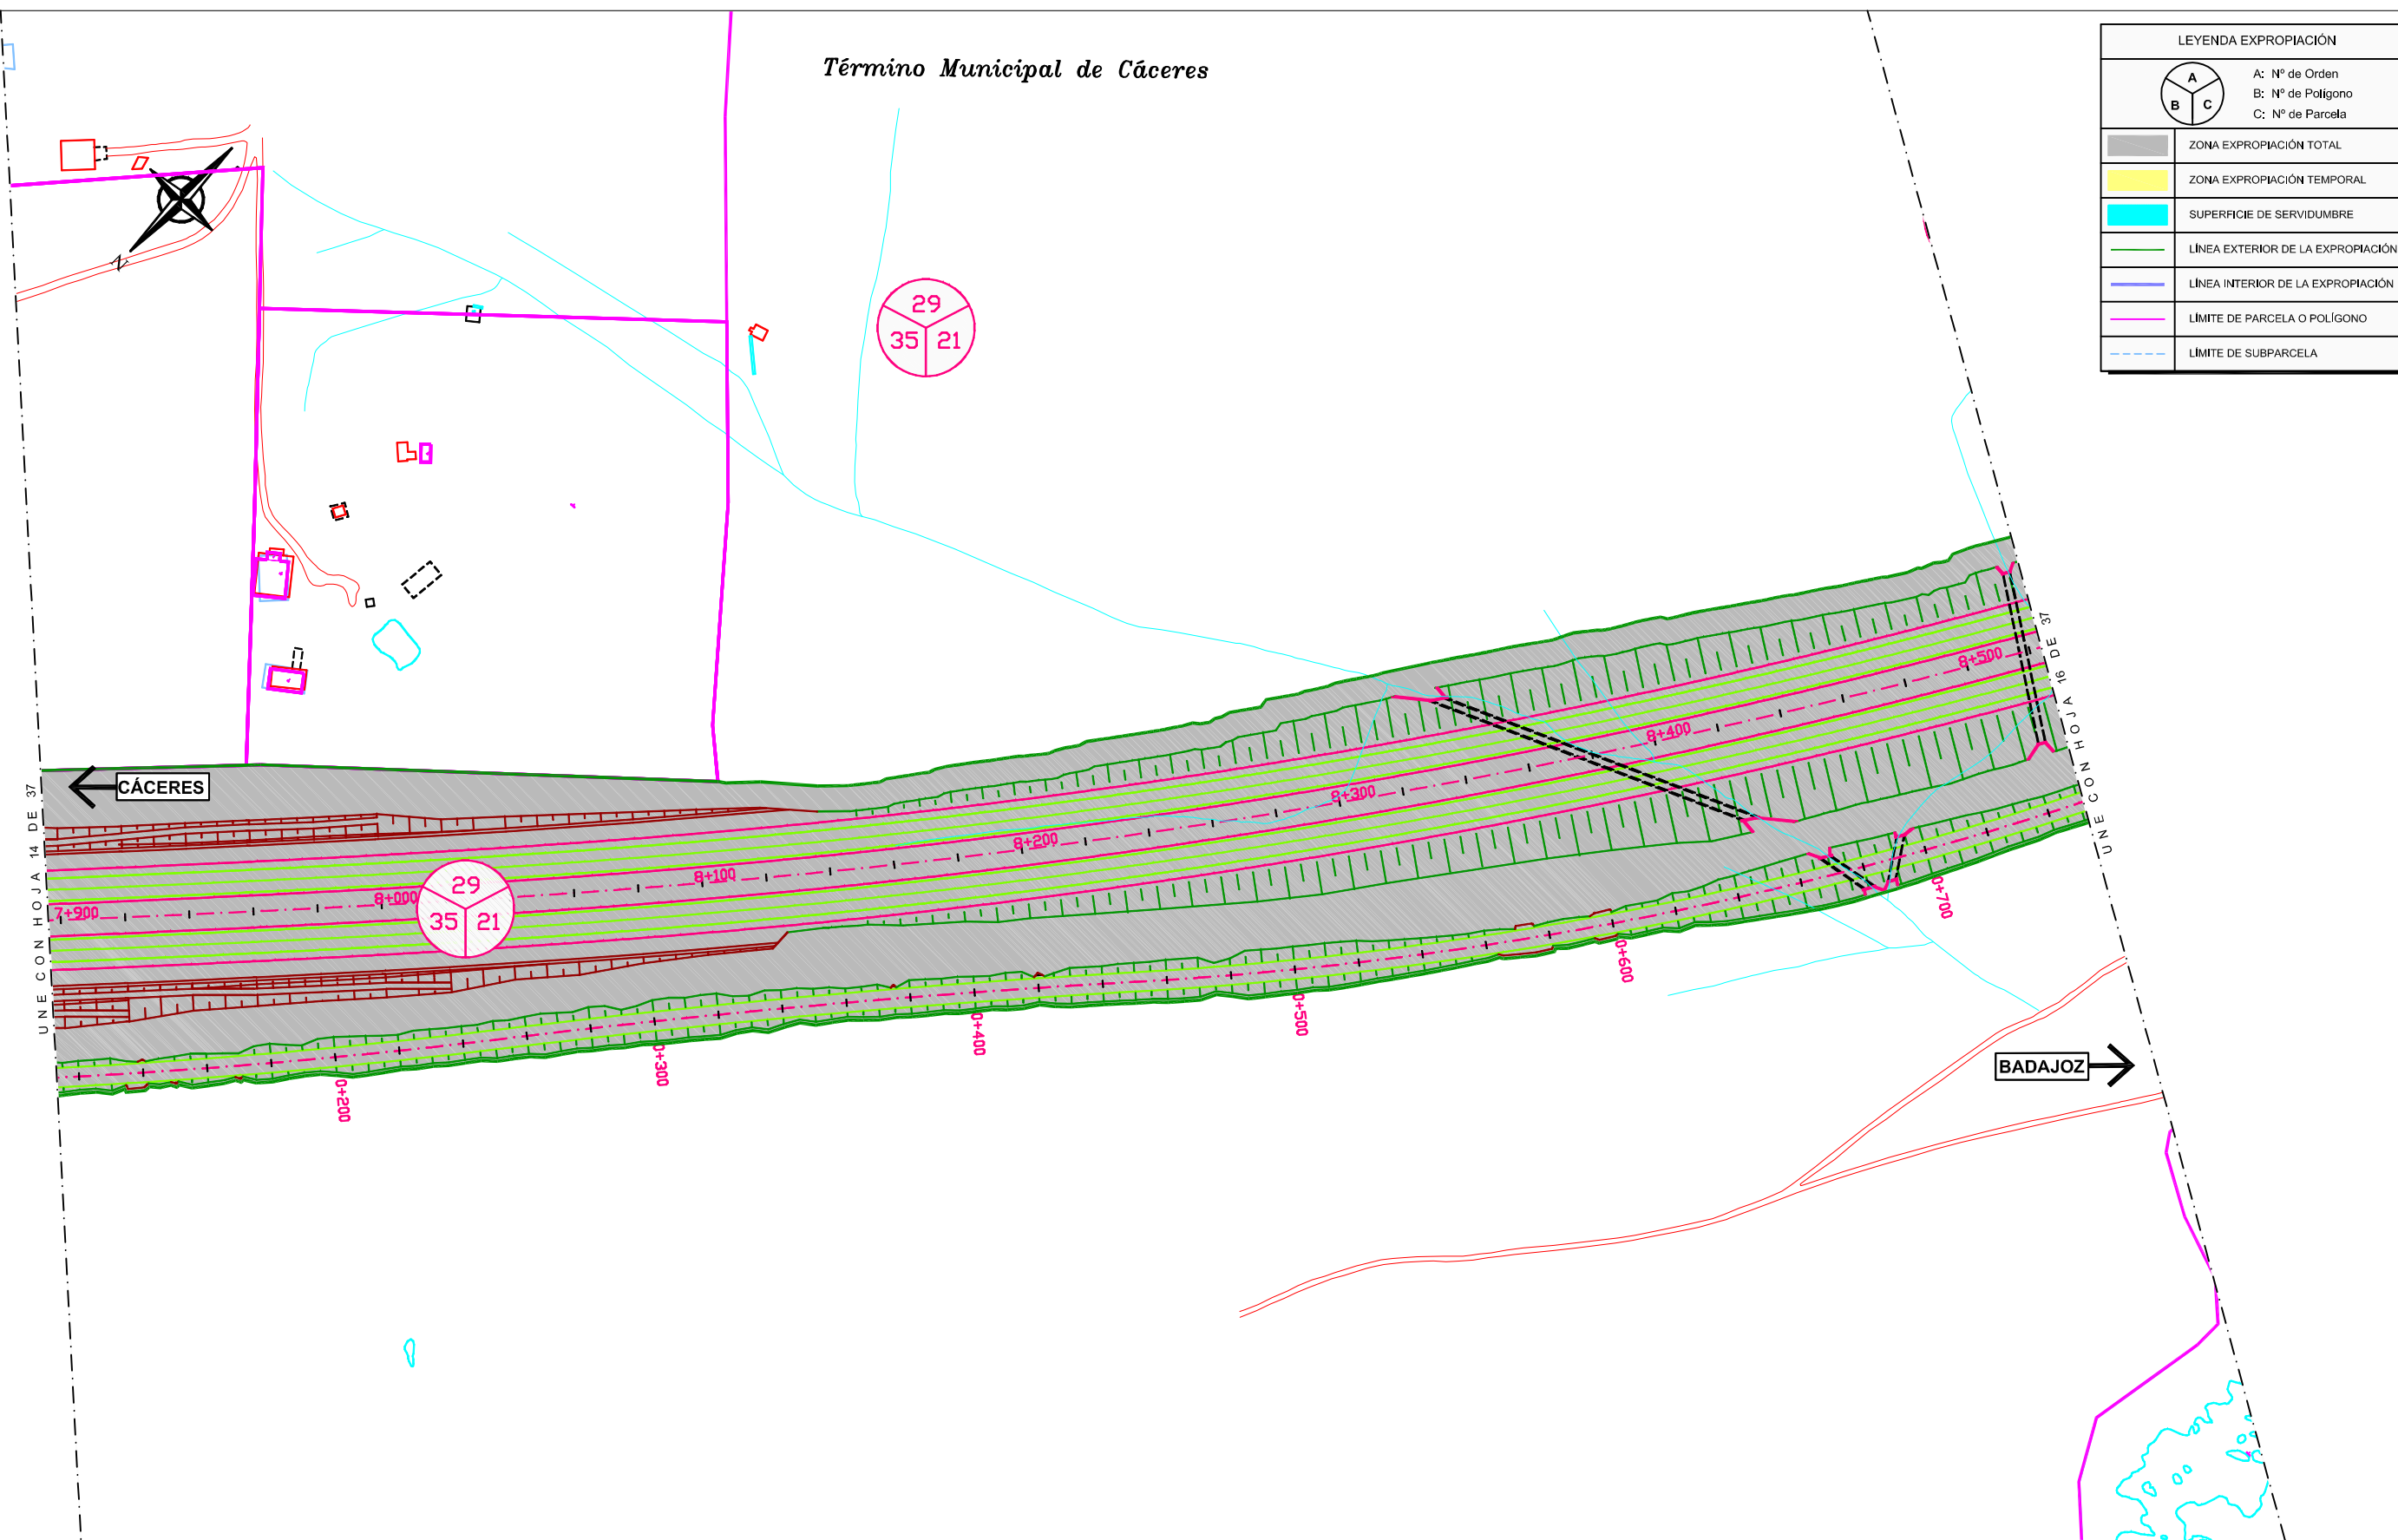 Término Municipal de Cáceres
LEYENDA EXPROPIACIÓN
A
B
C
A: Nº de Orden
B: Nº de Polígono
C: Nº de Parcela
ZONA EXPROPIACIÓN TOTAL
ZONA EXPROPIACIÓN TEMPORAL
SUPERFICIE DE SERVIDUMBRE
LÍNEA EXTERIOR DE LA EXPROPIACIÓN
LÍNEA INTERIOR DE LA EXPROPIACIÓN
LÍMITE DE PARCELA O POLÍGONO
LÍMITE DE SUBPARCELA
N
29
35 21
CÁCERES
UNE CON HOJA 14 DE 37
7+900
8+000
29
35 21
8+100
8+200
8+300
8+400
8+500
UNE CON HOJA 16 DE 37
0+200
0+300
0+400
0+500
0+600
0+700
BADAJOZ